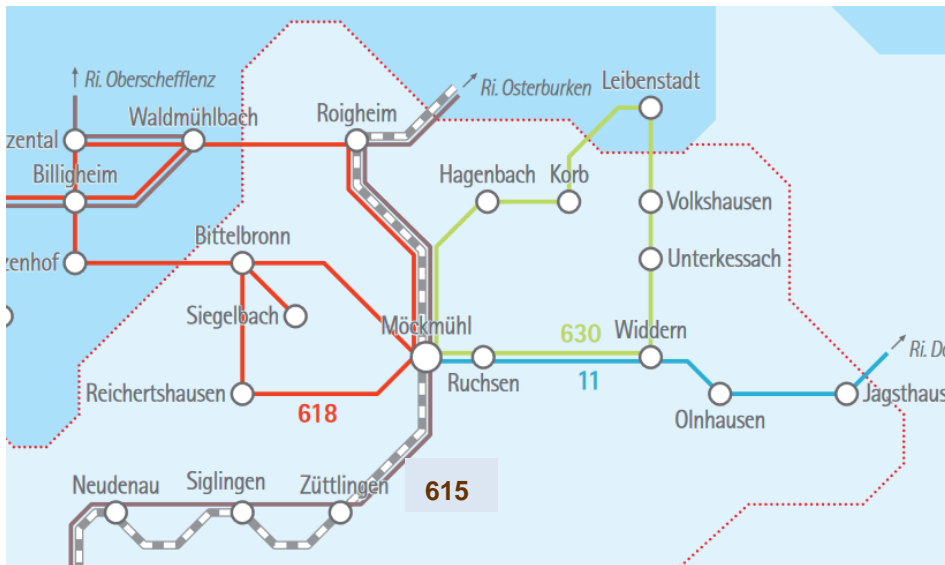 Ri. Oberschefflenz
Waldmühlbach
Roigheim
Ri. Osterburken
Leibenstadt
zental
Billigheim
Hagenbach
Korb
Volkshausen
Bittelbronn
zenhof
Unterkessach
Siegelbach
Möckmühl
630
Widdern
Ri. Do
Ruchsen
11
Reichertshausen
618
Olnhausen
Jagsthaus
Neudenau
Siglingen
Züttlingen
615